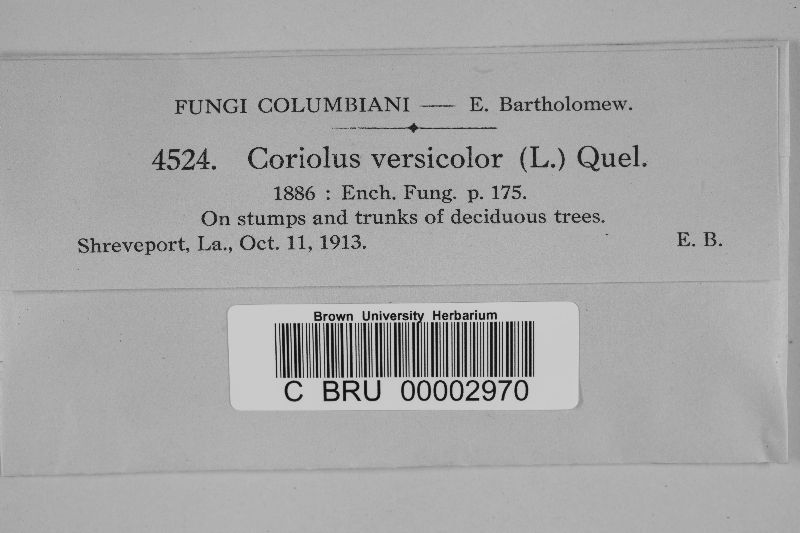 FUNGI COLUMBIANI — E. Bartholomew.
4524. Coriolus versicolor (L.) Quel.
1886 : Ench. Fung. p. 175.
On stumps and trunks of deciduous trees.
Shreveport, La., Oct. 11, 1913. E. B.
Brown University Herbarium
C BRU 00002970